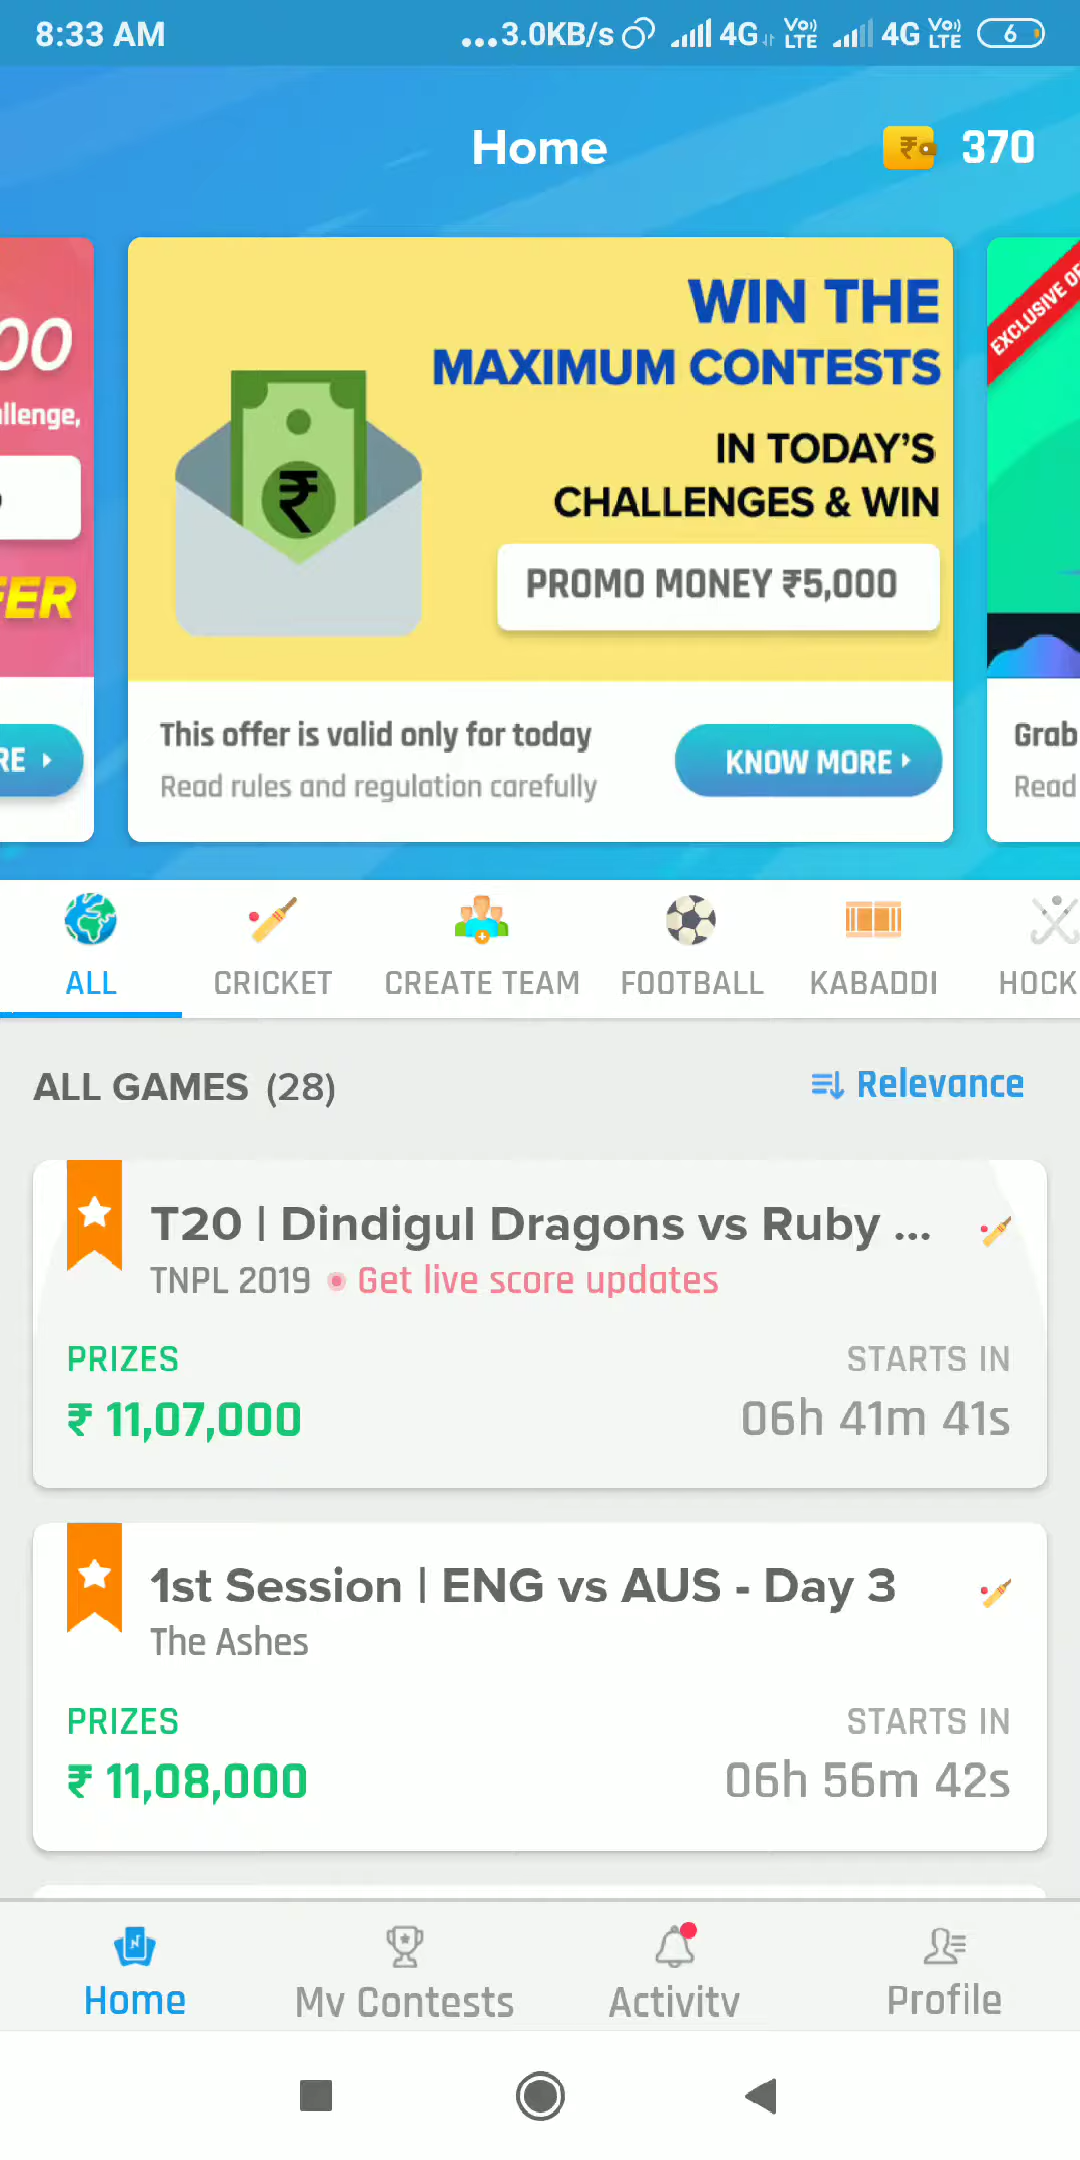 8:33 AM
...3.0KB/s 4G VoLTE 4G VoLTE 6
Home
370
00
allenge,
FER
RE
WIN THE
MAXIMUM CONTESTS
IN TODAY'S
CHALLENGES & WIN
PROMO MONEY ₹5,000
₹
This offer is valid only for today
Read rules and regulation carefully
KNOW MORE
EXCLUSIVE OF
Grab
Read
ALL
CRICKET
CREATE TEAM
FOOTBALL
KABADDI
HOCK
ALL GAMES (28)
Relevance
T20 | Dindigul Dragons vs Ruby ...
TNPL 2019 Get live score updates
PRIZES
STARTS IN
₹ 11,07,000
06h 41m 41s
1st Session | ENG vs AUS - Day 3
The Ashes
PRIZES
STARTS IN
₹ 11,08,000
06h 56m 42s
Home
My Contests
Activity
Profile